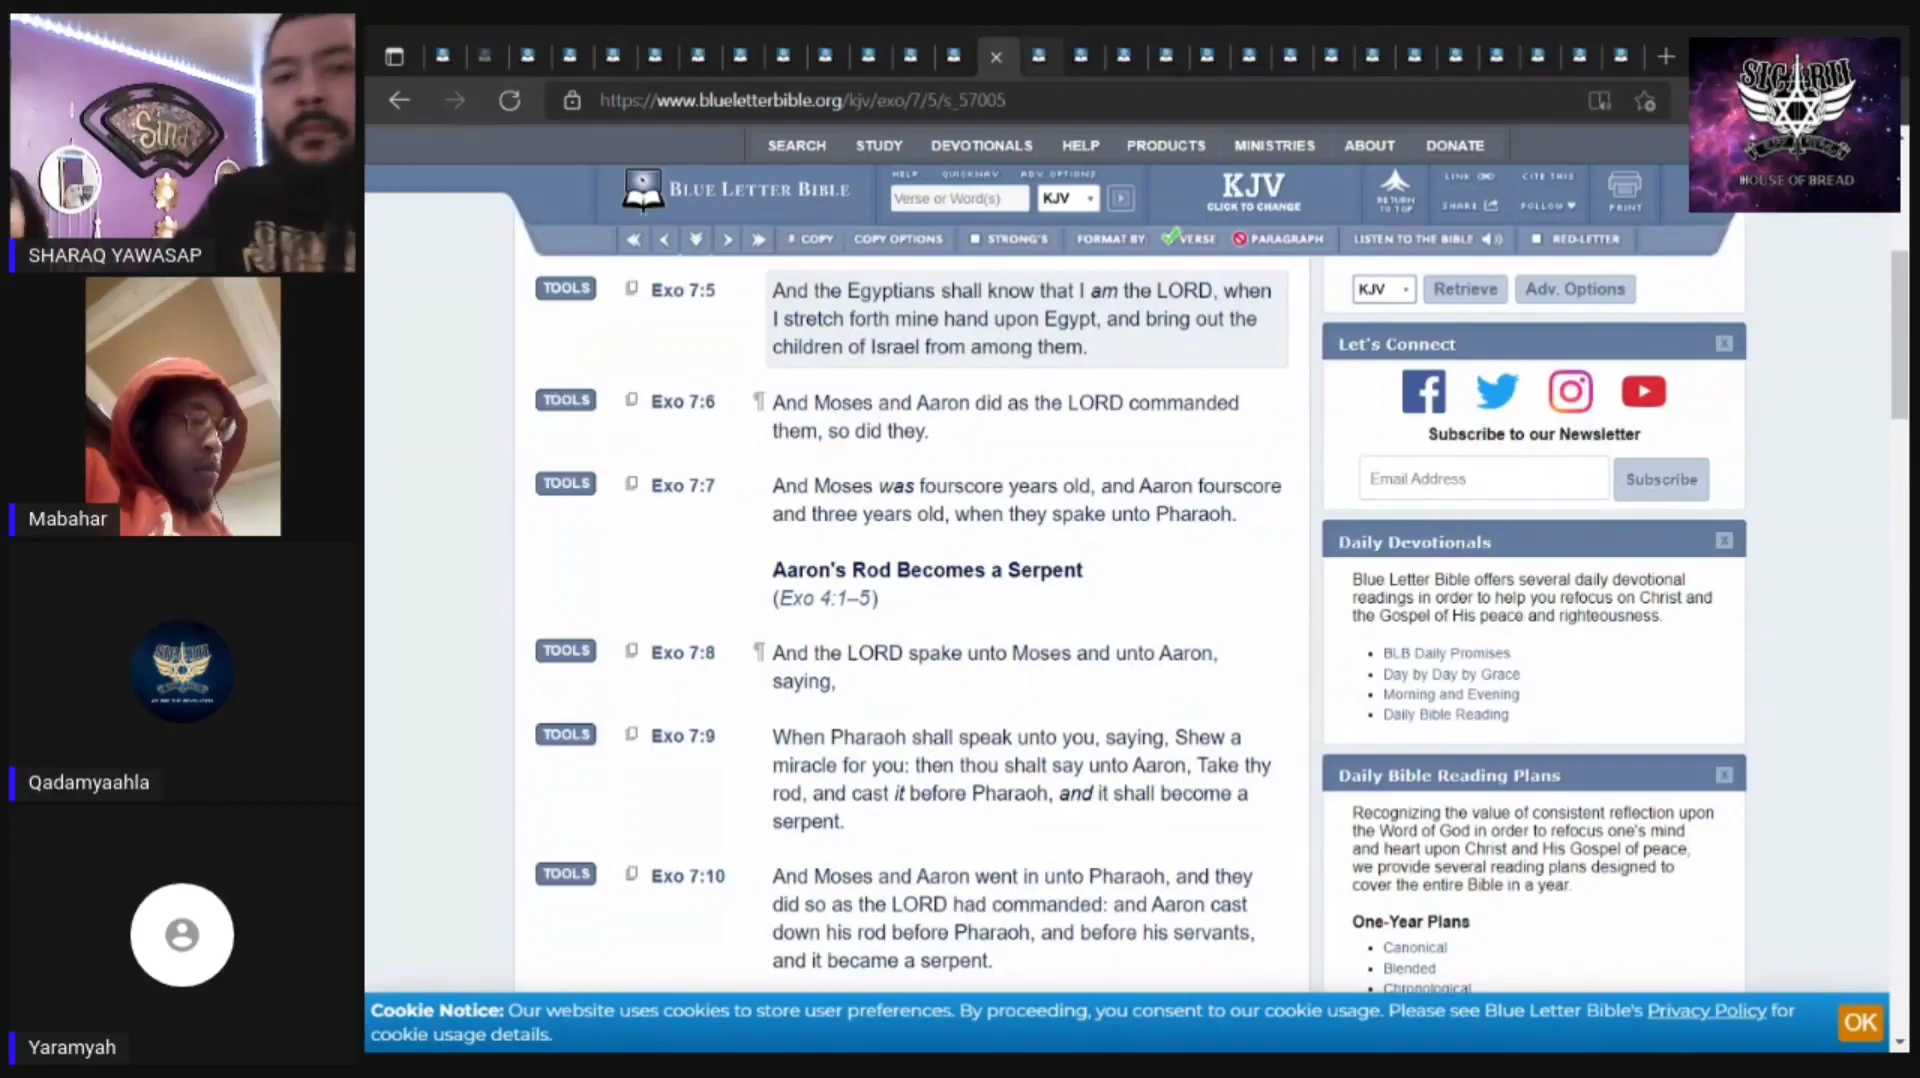 SHARAQ YAWASAP
Mabahar
Qadamyaahla
Yaramyah
https://www.blueletterbible.org/kjv/exo/7/5/s_57005
SICARII
HOUSE OF BREAD
SEARCH STUDY DEVOTIONALS HELP PRODUCTS MINISTRIES ABOUT DONATE
BLUE LETTER BIBLE
HELP QUICKNAV ADV. OPTIONS
Verse or Word(s) KJV
KJV
CLICK TO CHANGE
RETURN
TO TOP
LINK CITE THIS
SHARE FOLLOW
PRINT
COPY COPY OPTIONS STRONG'S FORMAT BY: VERSE PARAGRAPH LISTEN TO THE BIBLE RED-LETTER
TOOLS Exo 7:5 And the Egyptians shall know that I am the LORD, when
I stretch forth mine hand upon Egypt, and bring out the
children of Israel from among them.
TOOLS Exo 7:6 ¶ And Moses and Aaron did as the LORD commanded
them, so did they.
TOOLS Exo 7:7 And Moses was fourscore years old, and Aaron fourscore
and three years old, when they spake unto Pharaoh.
Aaron's Rod Becomes a Serpent
(Exo 4:1–5)
TOOLS Exo 7:8 ¶ And the LORD spake unto Moses and unto Aaron,
saying,
TOOLS Exo 7:9 When Pharaoh shall speak unto you, saying, Shew a
miracle for you: then thou shalt say unto Aaron, Take thy
rod, and cast it before Pharaoh, and it shall become a
serpent.
TOOLS Exo 7:10 And Moses and Aaron went in unto Pharaoh, and they
did so as the LORD had commanded: and Aaron cast
down his rod before Pharaoh, and before his servants,
and it became a serpent.
KJV Retrieve Adv. Options
Let's Connect
Subscribe to our Newsletter
Email Address Subscribe
Daily Devotionals
Blue Letter Bible offers several daily devotional
readings in order to help you refocus on Christ and
the Gospel of His peace and righteousness.
BLB Daily Promises
Day by Day by Grace
Morning and Evening
Daily Bible Reading
Daily Bible Reading Plans
Recognizing the value of consistent reflection upon
the Word of God in order to refocus one's mind
and heart upon Christ and His Gospel of peace,
we provide several reading plans designed to
cover the entire Bible in a year.
One-Year Plans
Canonical
Blended
Chronological
Cookie Notice: Our website uses cookies to store user preferences. By proceeding, you consent to our cookie usage. Please see Blue Letter Bible's Privacy Policy for
cookie usage details.
OK